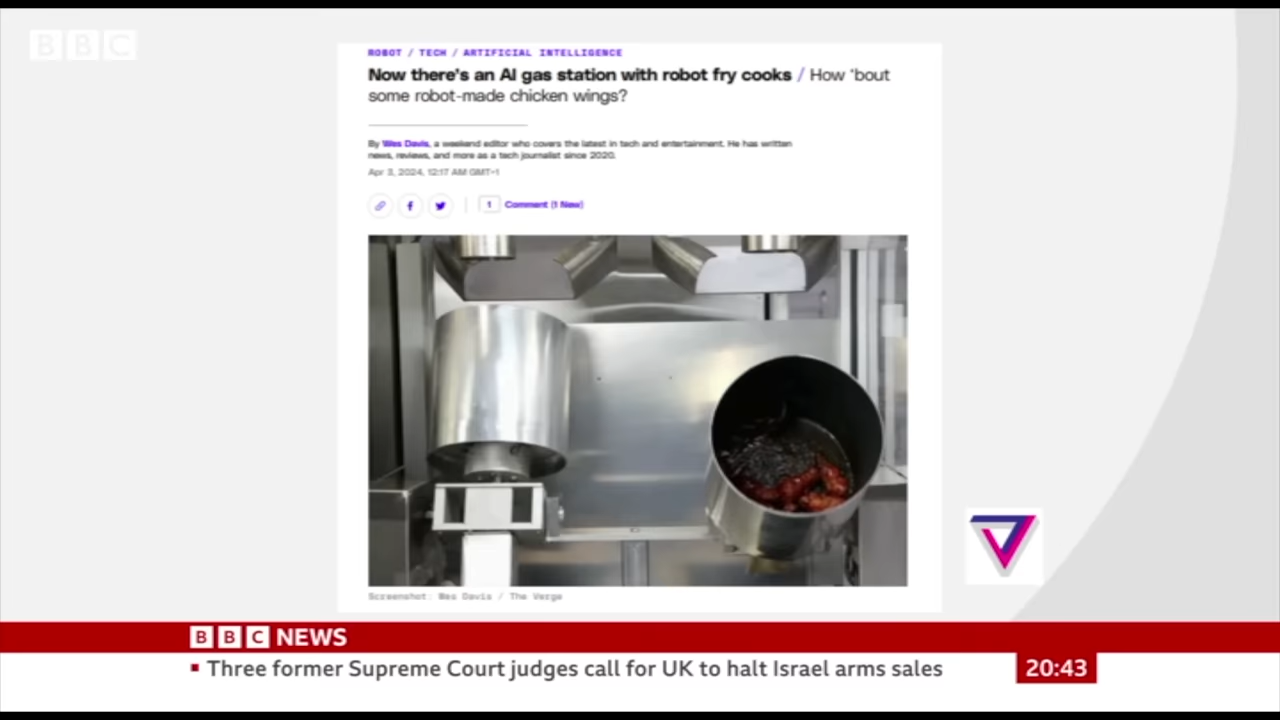 BBC
ROBOT / TECH / ARTIFICIAL INTELLIGENCE
Now there's an AI gas station with robot fry cooks / How 'bout
some robot-made chicken wings?
By Wes Davis, a weekend editor who covers the latest in tech and entertainment. He has written
news, reviews, and more as a tech journalist since 2020.
Apr 3, 2024, 12:17 AM GMT+1
1 Comment (1 New)
Screenshot: Wes Davis / The Verge
BBC NEWS
Three former Supreme Court judges call for UK to halt Israel arms sales
20:43